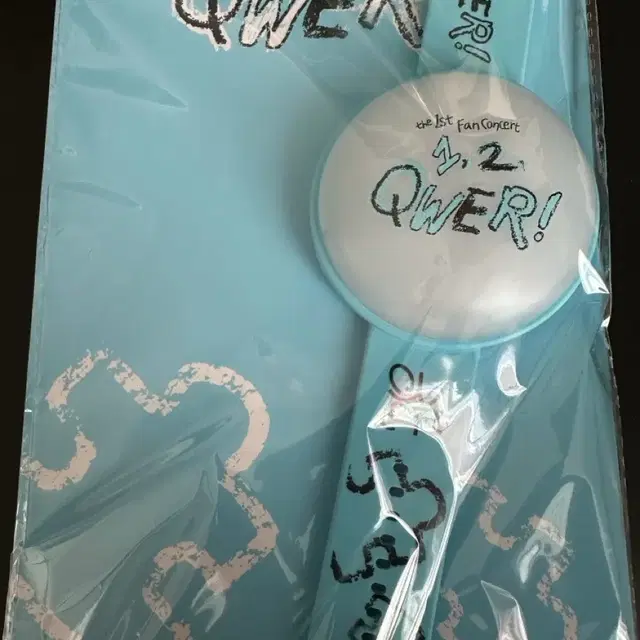 QWER
ER!
the 1st Fan Concert
1, 2
QWER!